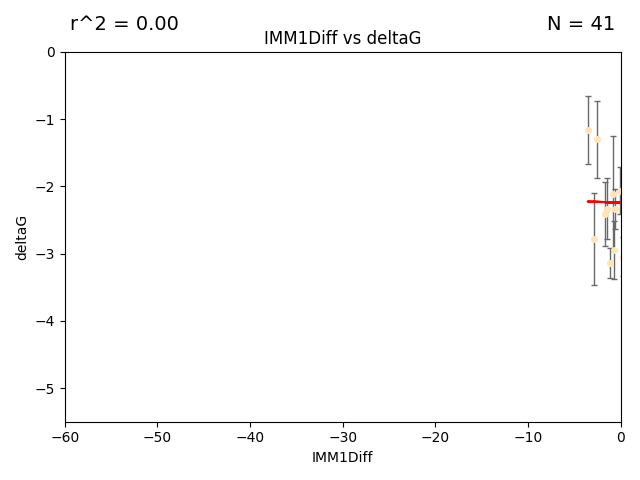 r^2 = 0.00
N = 41
IMM1Diff vs deltaG
0
−1
−2
−3
−4
−5
deltaG
−60
−50
−40
−30
−20
−10
0
IMM1Diff